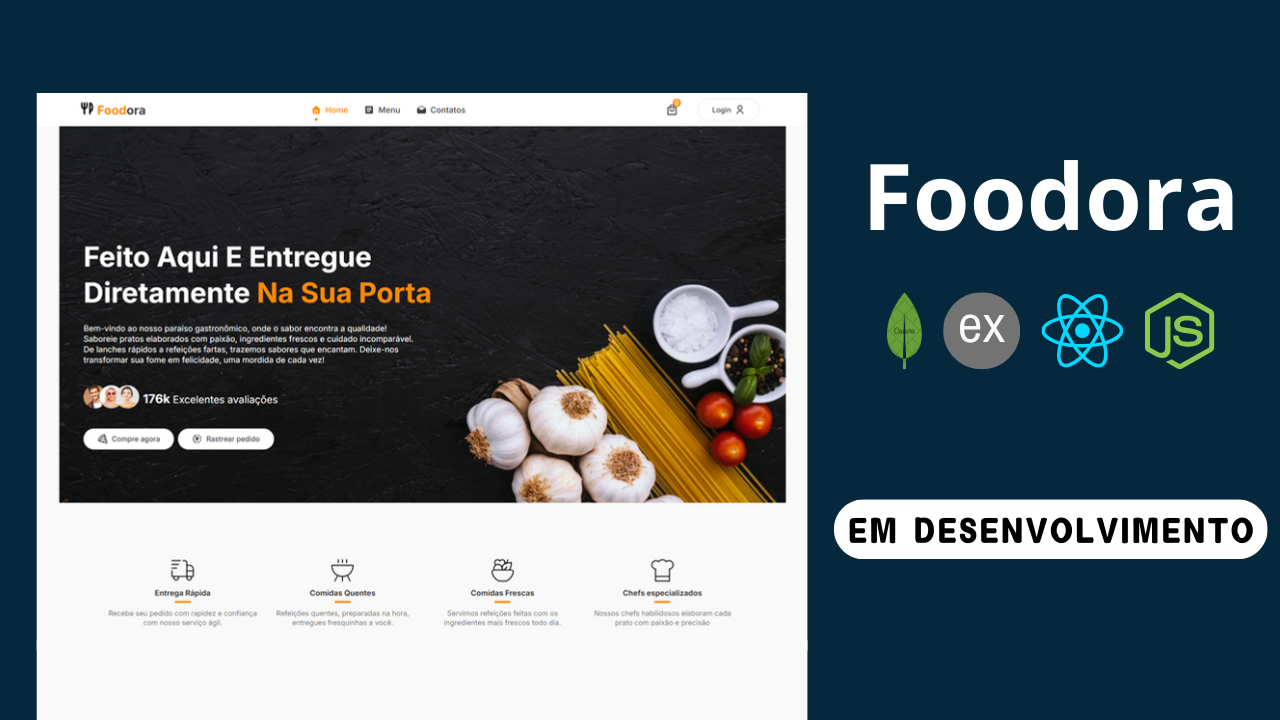 Foodora
Home
Menu
Contatos
0
Login
Feito Aqui E Entregue
Diretamente Na Sua Porta
Bem-vindo ao nosso paraíso gastronômico, onde o sabor encontra a qualidade!
Saboreie pratos elaborados com paixão, ingredientes frescos e cuidado incomparável.
De lanches rápidos a refeições fartas, trazemos sabores que encantam. Deixe-nos
transformar sua fome em felicidade, uma mordida de cada vez!
176k Excelentes avaliações
Compre agora
Rastrear pedido
Entrega Rápida
Receba seu pedido com rapidez e confiança
com nosso serviço ágil.
Comidas Quentes
Refeições quentes, preparadas na hora,
entregues fresquinhas a você.
Comidas Frescas
Servimos refeições feitas com os
ingredientes mais frescos todo dia.
Chefs especializados
Nossos chefs habilidosos elaboram cada
prato com paixão e precisão
Foodora
Canva
ex
JS
EM DESENVOLVIMENTO